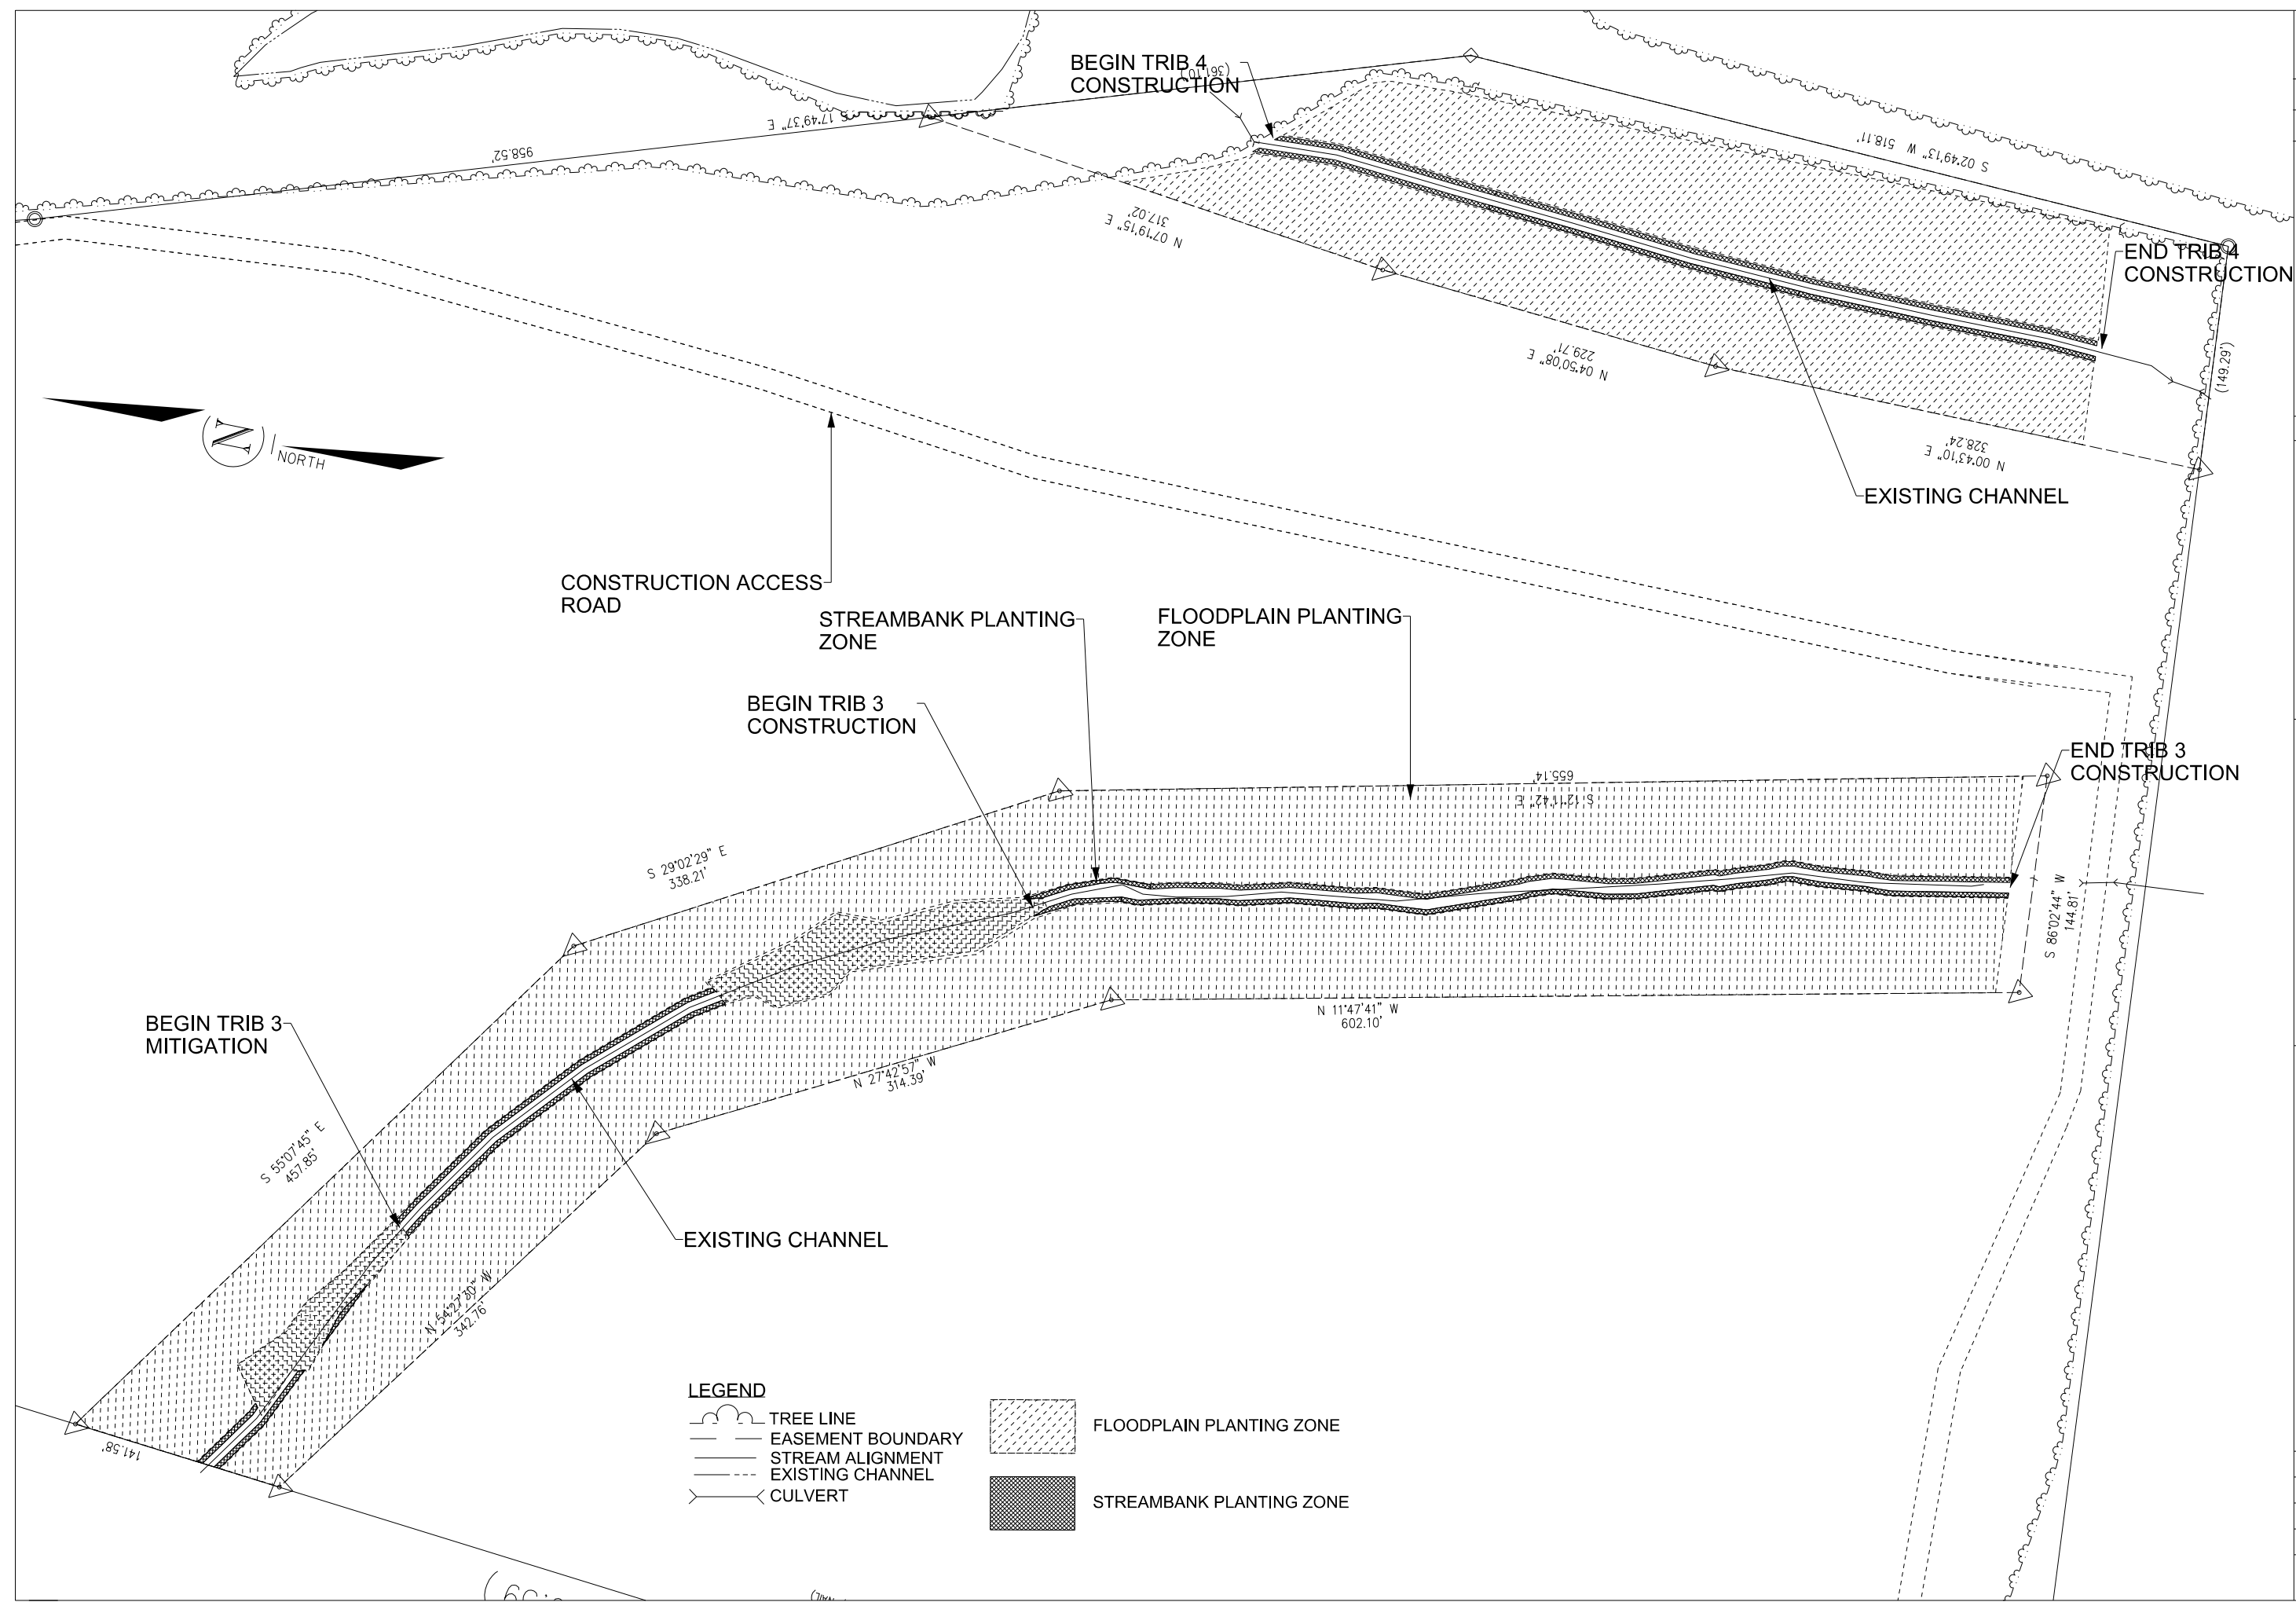 BEGIN TRIB 4
CONSTRUCTION
(361.10')
S 17°49'37" E
958.52'
S 02°49'13" W 518.11'
N 07°19'15" E
317.02'
END TRIB 4
CONSTRUCTION
N 04°50'08" E
229.71'
(149.29')
N 00°43'10" E
328.24'
N
NORTH
EXISTING CHANNEL
CONSTRUCTION ACCESS
ROAD
STREAMBANK PLANTING
ZONE
FLOODPLAIN PLANTING
ZONE
BEGIN TRIB 3
CONSTRUCTION
END TRIB 3
CONSTRUCTION
655.14'
S 12°11'42" E
S 29°02'29" E
338.21'
S 86°02'44" W
144.81'
N 11°47'41" W
602.10'
BEGIN TRIB 3
MITIGATION
N 27°42'57" W
314.39'
S 55°07'45" E
457.85'
EXISTING CHANNEL
N 54°27'30" W
342.76'
141.58'
LEGEND
TREE LINE
EASEMENT BOUNDARY
STREAM ALIGNMENT
EXISTING CHANNEL
CULVERT
FLOODPLAIN PLANTING ZONE
STREAMBANK PLANTING ZONE